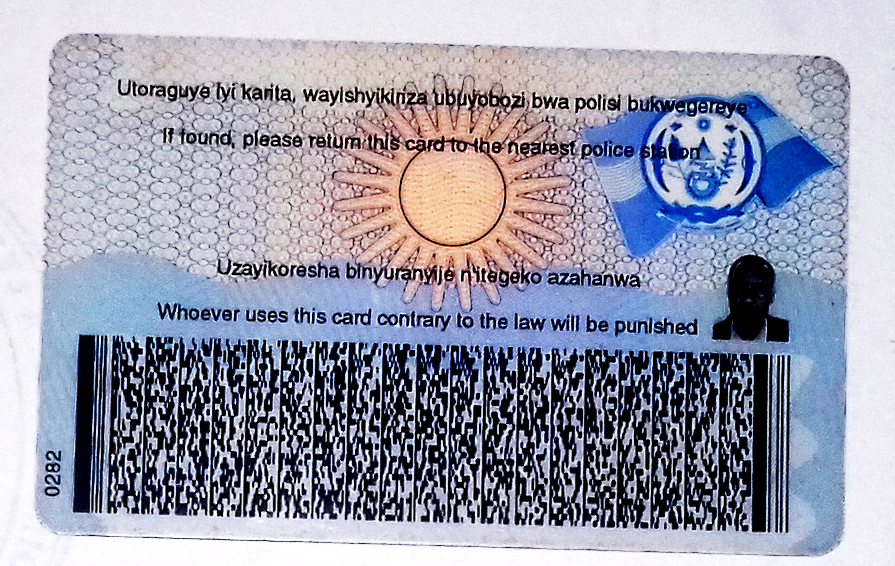 Utoraguye iyi karita, wayishyikiriza ubuyobozi bwa polisi bukwegereye
If found, please return this card to the nearest police station
Uzayikoresha binyuranyije n'itegeko azahanwa
Whoever uses this card contrary to the law will be punished
0282